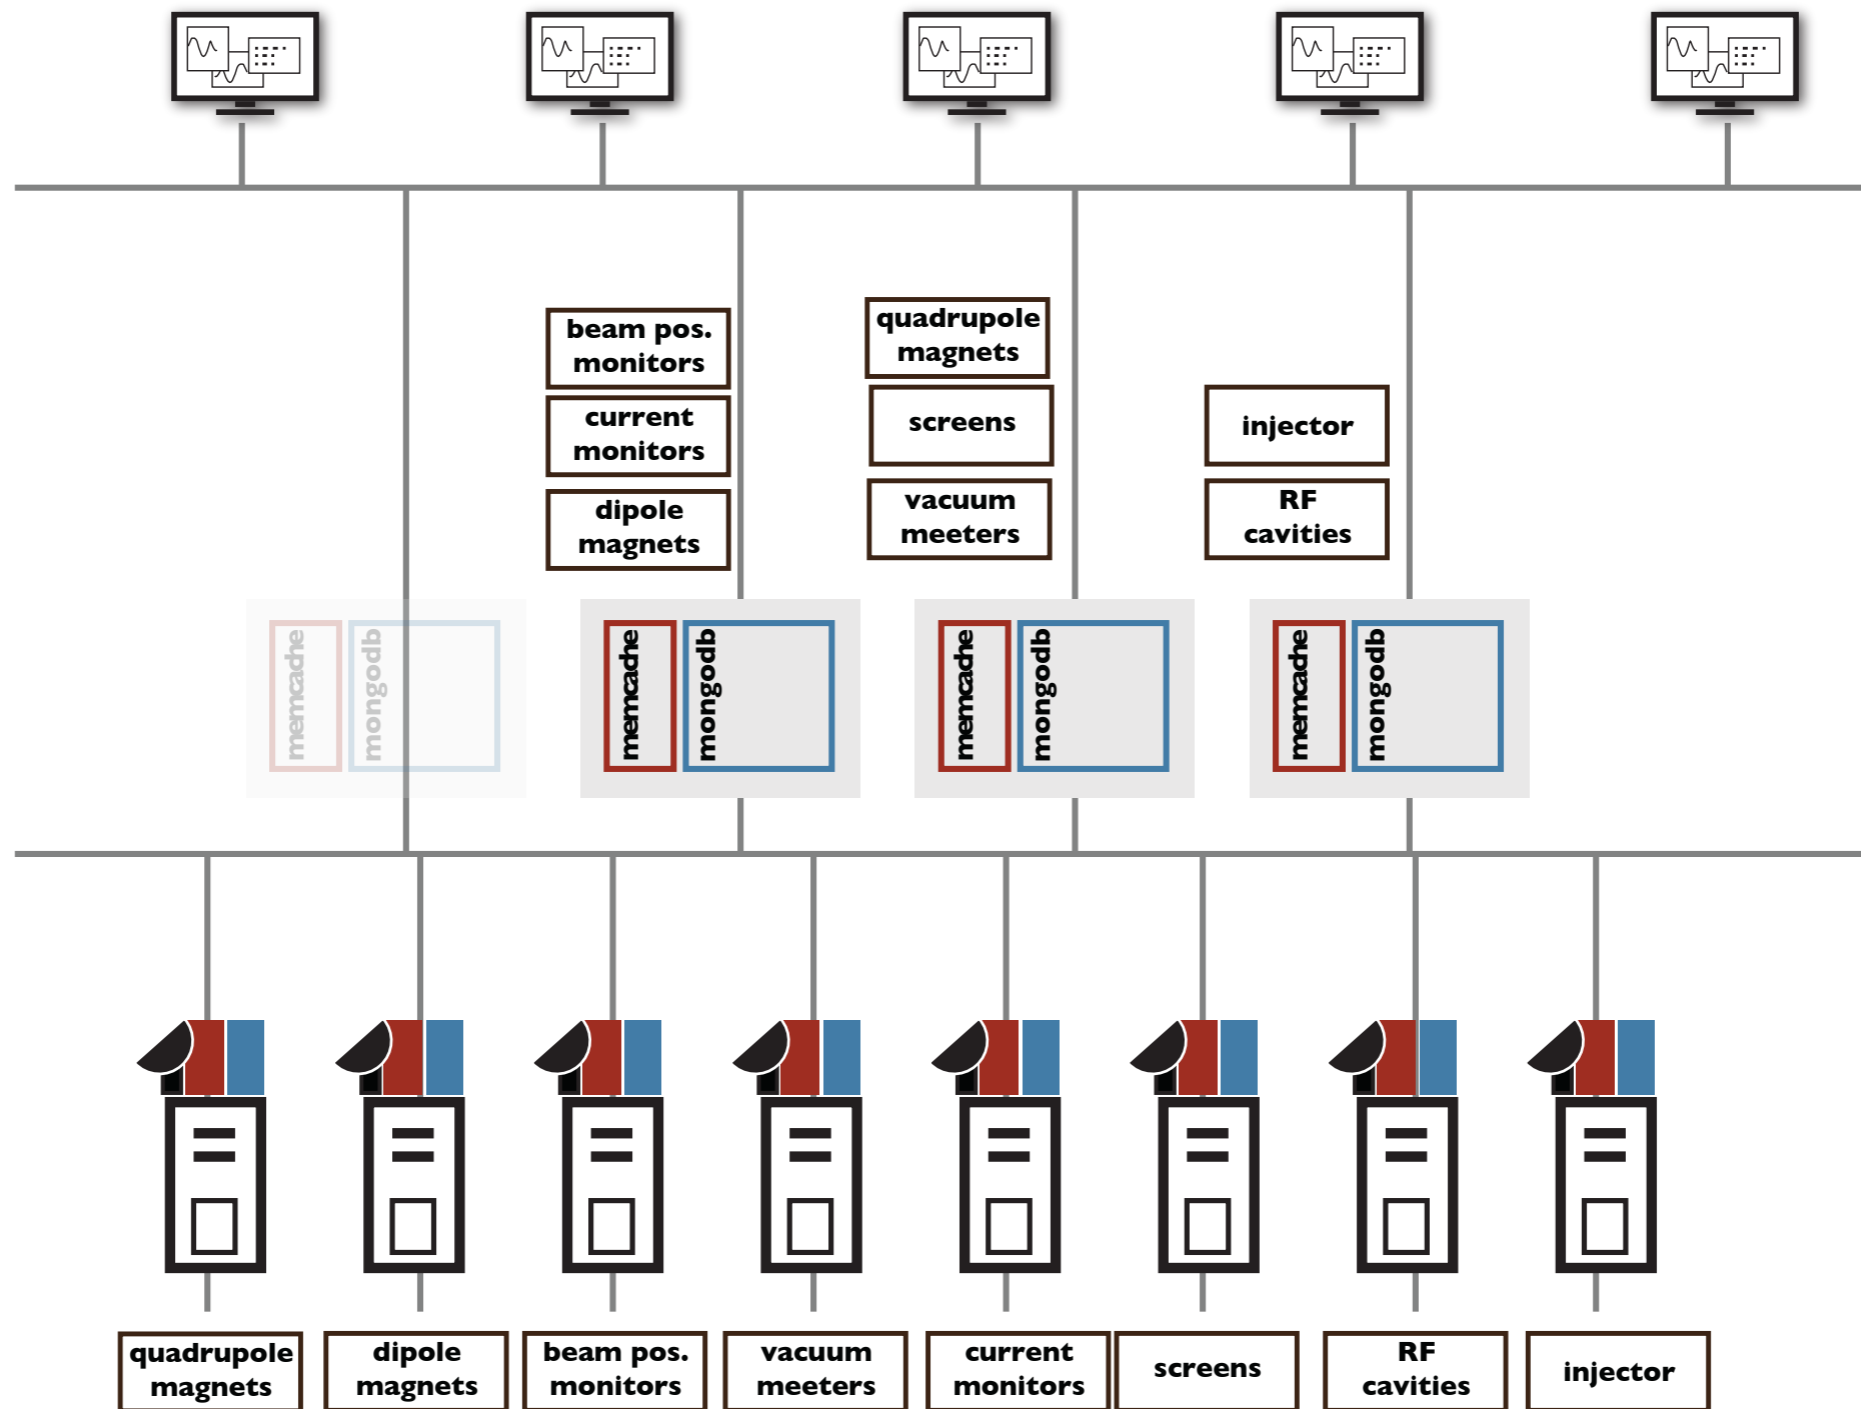 beam pos.
monitors
current
monitors
dipole
magnets
quadrupole
magnets
screens
vacuum
meeters
injector
RF
cavities
memcache
mongodb
memcache
mongodb
memcache
mongodb
memcache
mongodb
quadrupole
magnets
dipole
magnets
beam pos.
monitors
vacuum
meeters
current
monitors
screens
RF
cavities
injector